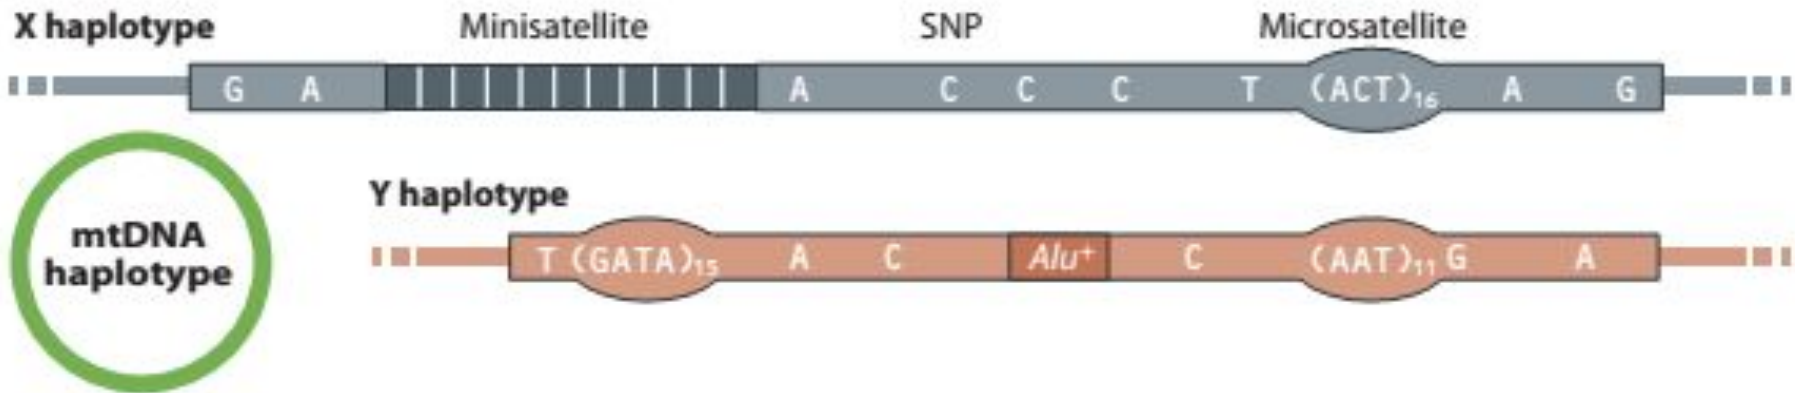 X haplotype Minisatellite SNP Microsatellite
G A A C C C T (ACT)₁₆ A G
Y haplotype
mtDNA
haplotype
T (GATA)₁₅ A C Alu⁺ C (AAT)₁₁ G A